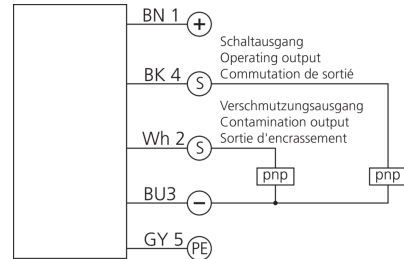 BN 1
+
Schaltausgang
Operating output
BK 4
Commutation de sortié
S
Verschmutzungsausgang
Contamination output
Wh 2
Sortie d'encrassement
S
pnp
pnp
BU3
−
GY 5
PE